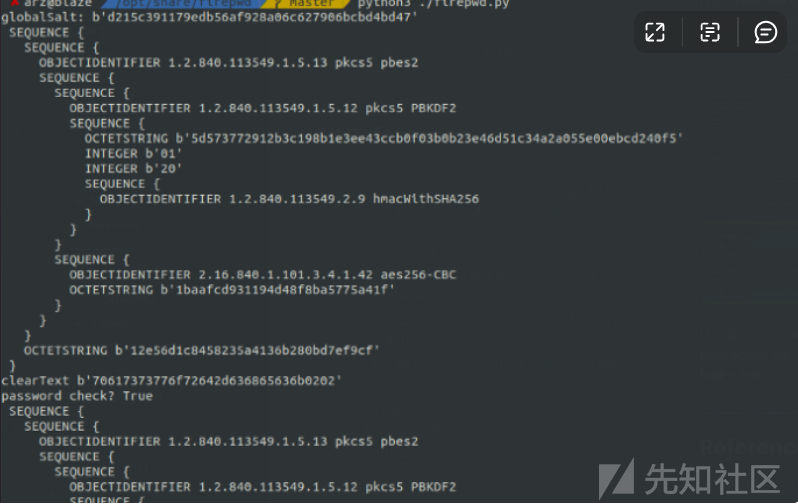 ✗ arz@blaze /opt/share/firepwd master python3 ./firepwd.py
globalSalt: b'd215c391179edb56af928a06c627906bcbd4bd47'
SEQUENCE {
SEQUENCE {
OBJECTIDENTIFIER 1.2.840.113549.1.5.13 pkcs5 pbes2
SEQUENCE {
SEQUENCE {
OBJECTIDENTIFIER 1.2.840.113549.1.5.12 pkcs5 PBKDF2
SEQUENCE {
OCTETSTRING b'5d573772912b3c198b1e3ee43ccb0f03b0b23e46d51c34a2a055e00ebcd240f5'
INTEGER b'01'
INTEGER b'20'
SEQUENCE {
OBJECTIDENTIFIER 1.2.840.113549.2.9 hmacWithSHA256
}
}
}
SEQUENCE {
OBJECTIDENTIFIER 2.16.840.1.101.3.4.1.42 aes256-CBC
OCTETSTRING b'1baafcd931194d48f8ba5775a41f'
}
}
}
OCTETSTRING b'12e56d1c8458235a4136b280bd7ef9cf'
}
clearText b'70617373776f72642d636865636b0202'
password check? True
SEQUENCE {
SEQUENCE {
OBJECTIDENTIFIER 1.2.840.113549.1.5.13 pkcs5 pbes2
SEQUENCE {
SEQUENCE {
OBJECTIDENTIFIER 1.2.840.113549.1.5.12 pkcs5 PBKDF2
SEQUENCE {
先知社区